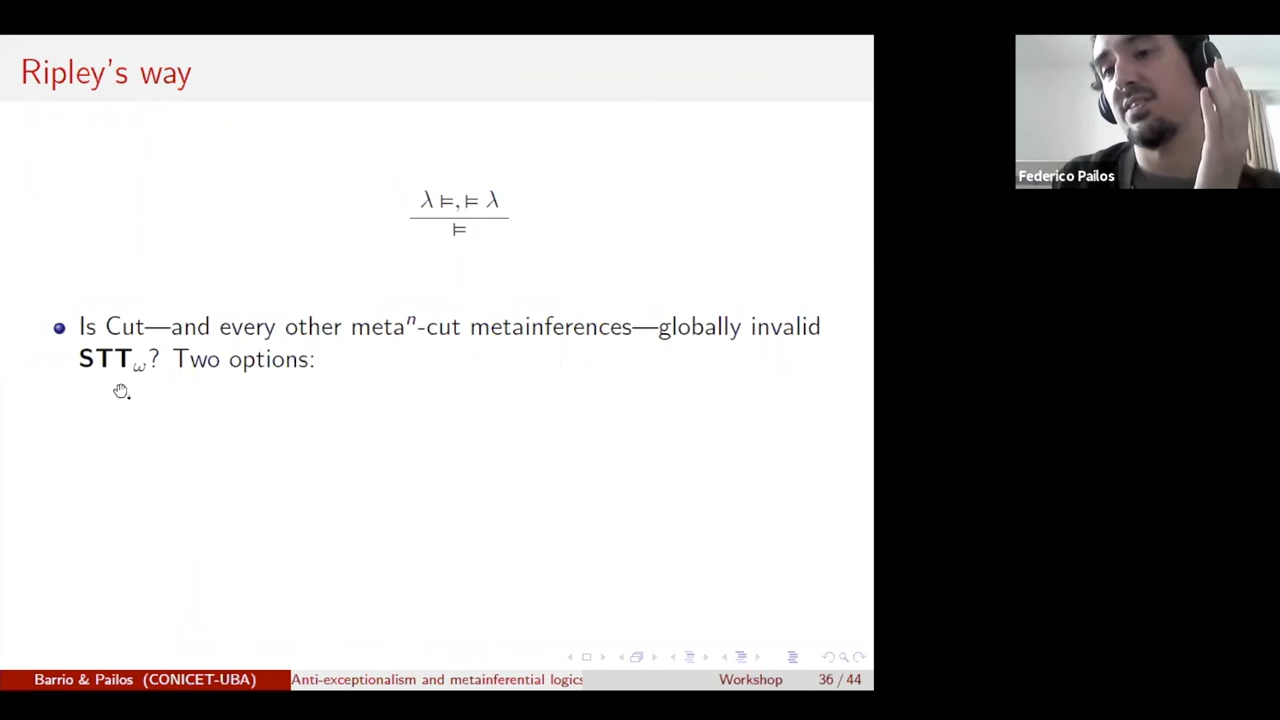 Ripley's way
Federico Pailos
λ ⊨, ⊨ λ
⊨
Is Cut—and every other metaⁿ-cut metainferences—globally invalid
STT_ω? Two options:
Barrio & Pailos (CONICET-UBA) Anti-exceptionalism and metainferential logics Workshop 36 / 44